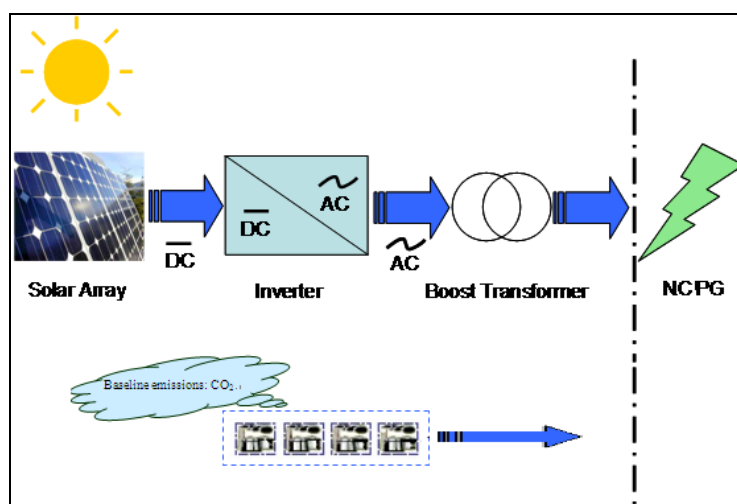 DC
AC
DC
AC
Solar Array
Inverter
Boost Transformer
NCPG
Baseline emissions: CO2